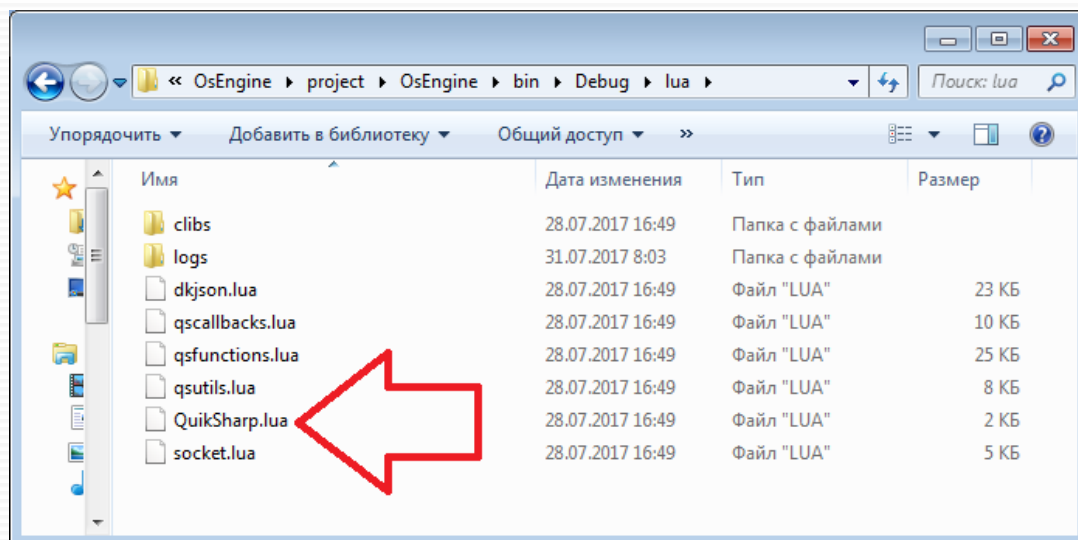 « OsEngine ▸ project ▸ OsEngine ▸ bin ▸ Debug ▸ lua ▸ Поиск: lua
Упорядочить Добавить в библиотеку Общий доступ »
Имя Дата изменения Тип Размер
clibs 28.07.2017 16:49 Папка с файлами
logs 31.07.2017 8:03 Папка с файлами
dkjson.lua 28.07.2017 16:49 Файл "LUA" 23 КБ
qscallbacks.lua 28.07.2017 16:49 Файл "LUA" 10 КБ
qsfunctions.lua 28.07.2017 16:49 Файл "LUA" 25 КБ
qsutils.lua 28.07.2017 16:49 Файл "LUA" 8 КБ
QuikSharp.lua 28.07.2017 16:49 Файл "LUA" 2 КБ
socket.lua 28.07.2017 16:49 Файл "LUA" 5 КБ